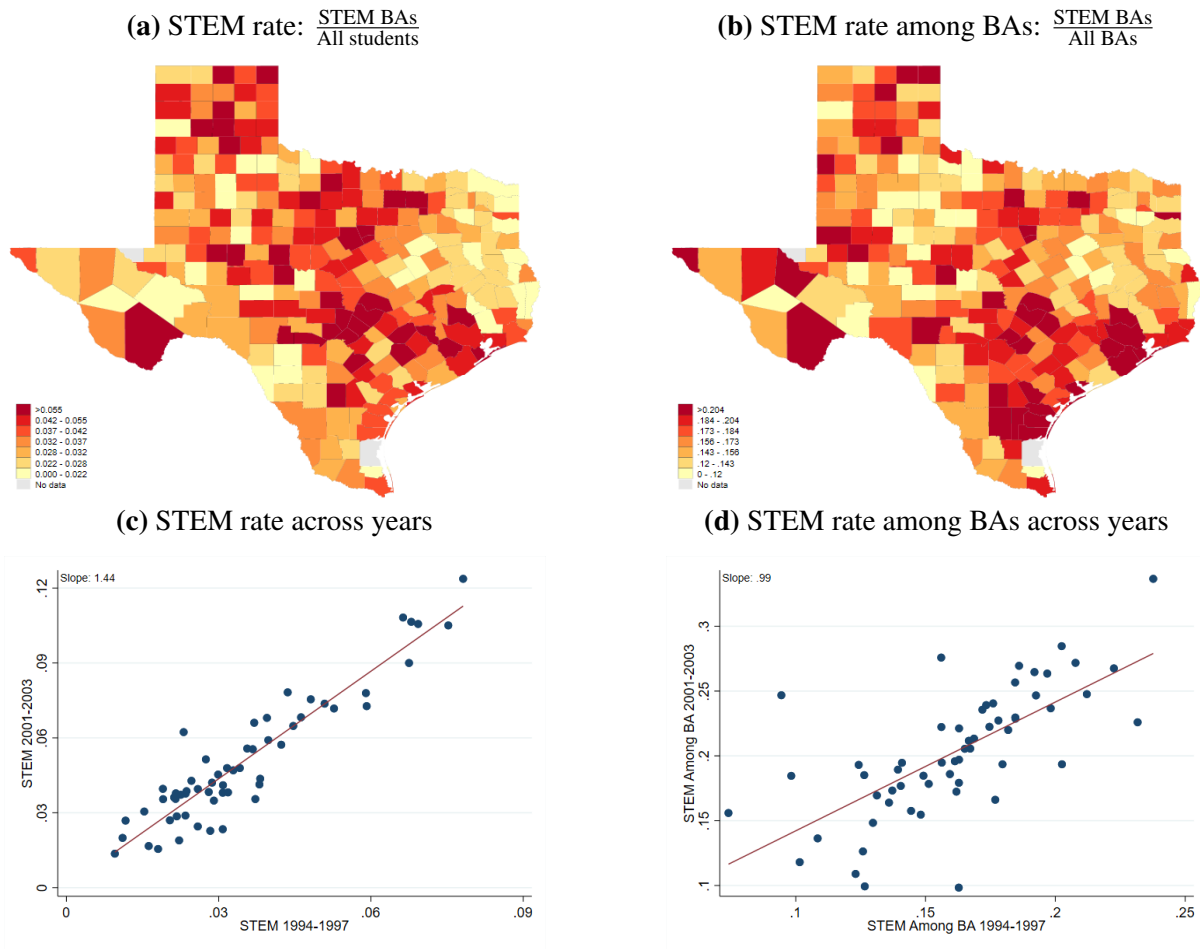 (a) STEM rate: STEM BAs / All students
(b) STEM rate among BAs: STEM BAs / All BAs
>0.055
0.042 - 0.055
0.037 - 0.042
0.032 - 0.037
0.028 - 0.032
0.022 - 0.028
0.000 - 0.022
No data
>0.204
.184 - .204
.173 - .184
.156 - .173
.143 - .156
.12 - .143
0 - .12
No data
(c) STEM rate across years
(d) STEM rate among BAs across years
Slope: 1.44
STEM 2001-2003
.12
.09
.06
.03
0
0
.03
.06
.09
STEM 1994-1997
Slope: .99
STEM Among BA 2001-2003
.3
.25
.2
.15
.1
.1
.15
.2
.25
STEM Among BA 1994-1997